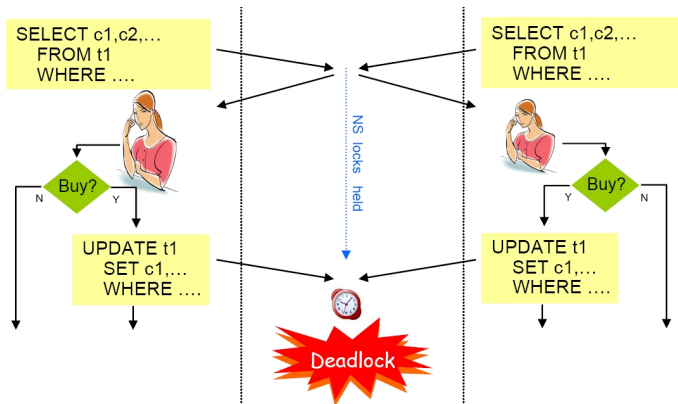 SELECT c1,c2,…
FROM t1
WHERE ….
SELECT c1,c2,…
FROM t1
WHERE ….
NS locks held
Buy?
N
Y
Buy?
Y
N
UPDATE t1
SET c1,…
WHERE ….
UPDATE t1
SET c1,…
WHERE ….
Deadlock